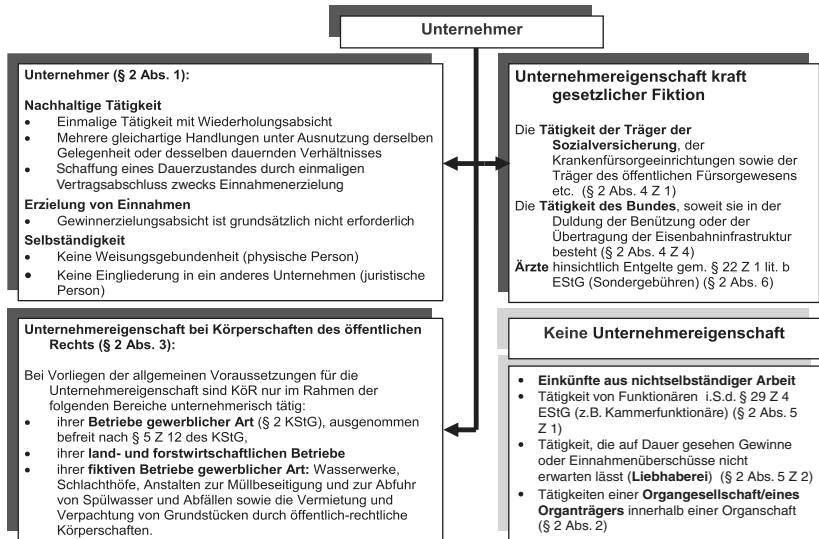 Unternehmer
Unternehmer (§ 2 Abs. 1):
Nachhaltige Tätigkeit
• Einmalige Tätigkeit mit Wiederholungsabsicht
• Mehrere gleichartige Handlungen unter Ausnutzung derselben
Gelegenheit oder desselben dauernden Verhältnisses
• Schaffung eines Dauerzustandes durch einmaligen
Vertragsabschluss zwecks Einnahmenerzielung
Erzielung von Einnahmen
• Gewinnerzielungsabsicht ist grundsätzlich nicht erforderlich
Selbständigkeit
• Keine Weisungsgebundenheit (physische Person)
• Keine Eingliederung in ein anderes Unternehmen (juristische
Person)
Unternehmereigenschaft kraft
gesetzlicher Fiktion
Die Tätigkeit der Träger der
Sozialversicherung, der
Krankenfürsorgeeinrichtungen sowie der
Träger des öffentlichen Fürsorgewesens
etc. (§ 2 Abs. 4 Z 1)
Die Tätigkeit des Bundes, soweit sie in der
Duldung der Benützung oder der
Übertragung der Eisenbahninfrastruktur
besteht (§ 2 Abs. 4 Z 4)
Ärzte hinsichtlich Entgelte gem. § 22 Z 1 lit. b
EStG (Sondergebühren) (§ 2 Abs. 6)
Unternehmereigenschaft bei Körperschaften des öffentlichen
Rechts (§ 2 Abs. 3):
Bei Vorliegen der allgemeinen Voraussetzungen für die
Unternehmereigenschaft sind KöR nur im Rahmen der
folgenden Bereiche unternehmerisch tätig:
• ihrer Betriebe gewerblicher Art (§ 2 KStG), ausgenommen
befreit nach § 5 Z 12 des KStG,
• ihrer land- und forstwirtschaftlichen Betriebe
• ihrer fiktiven Betriebe gewerblicher Art: Wasserwerke,
Schlachthöfe, Anstalten zur Müllbeseitigung und zur Abfuhr
von Spülwasser und Abfällen sowie die Vermietung und
Verpachtung von Grundstücken durch öffentlich-rechtliche
Körperschaften.
Keine Unternehmereigenschaft
• Einkünfte aus nichtselbständiger Arbeit
• Tätigkeit von Funktionären i.S.d. § 29 Z 4
EStG (z.B. Kammerfunktionäre) (§ 2 Abs. 5
Z 1)
• Tätigkeit, die auf Dauer gesehen Gewinne
oder Einnahmenüberschüsse nicht
erwarten lässt (Liebhaberei) (§ 2 Abs. 5 Z 2)
• Tätigkeiten einer Organgesellschaft/eines
Organträgers innerhalb einer Organschaft
(§ 2 Abs. 2)